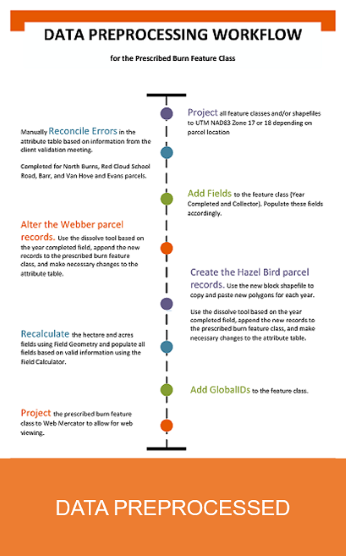 DATA PREPROCESSING WORKFLOW
for the Prescribed Burn Feature Class
Project all feature classes and/or shapefiles
to UTM NAD83 Zone 17 or 18 depending on
parcel location
Manually Reconcile Errors in the
attribute table based on information from the
client validation meeting.
Completed for North Burns, Red Cloud School
Road, Barr, and Van Hove and Evans parcels.
Add Fields to the feature class (Year
Completed and Collector). Populate these fields
accordingly.
Alter the Webber parcel
records. Use the dissolve tool based on
the year completed field, append the new
records to the prescribed burn feature
class, and make necessary changes to the
attribute table.
Create the Hazel Bird parcel
records. Use the new block shapefile to
copy and paste new polygons for each year.
Use the dissolve tool based on the year
completed field, append the new records to
the prescribed burn feature class, and make
necessary changes to the attribute table.
Recalculate the hectare and acres
fields using Field Geometry and populate all
fields based on valid information using the
Field Calculator.
Add GlobalIDs to the feature class.
Project the prescribed burn feature
class to Web Mercator to allow for web
viewing.
DATA PREPROCESSED